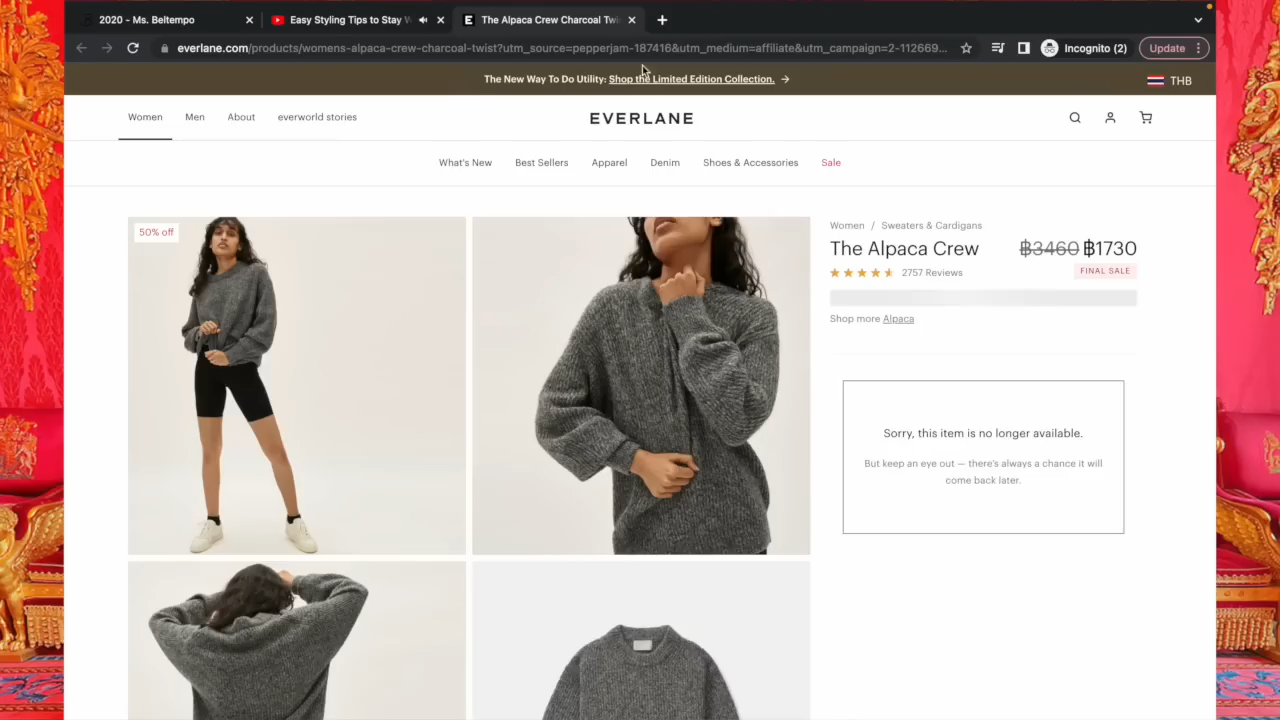 2020 - Ms. Beltempo
Easy Styling Tips to Stay W
The Alpaca Crew Charcoal Twi
everlane.com/products/womens-alpaca-crew-charcoal-twist?utm_source=pepperjam-187416&utm_medium=affiliate&utm_campaign=2-112669...
Incognito (2)
Update
The New Way To Do Utility: Shop the Limited Edition Collection. →
THB
Women
Men
About
everworld stories
EVERLANE
What's New
Best Sellers
Apparel
Denim
Shoes & Accessories
Sale
50% off
Women / Sweaters & Cardigans
The Alpaca Crew
฿3460 ฿1730
2757 Reviews
FINAL SALE
Shop more Alpaca
Sorry, this item is no longer available.
But keep an eye out — there's always a chance it will
come back later.